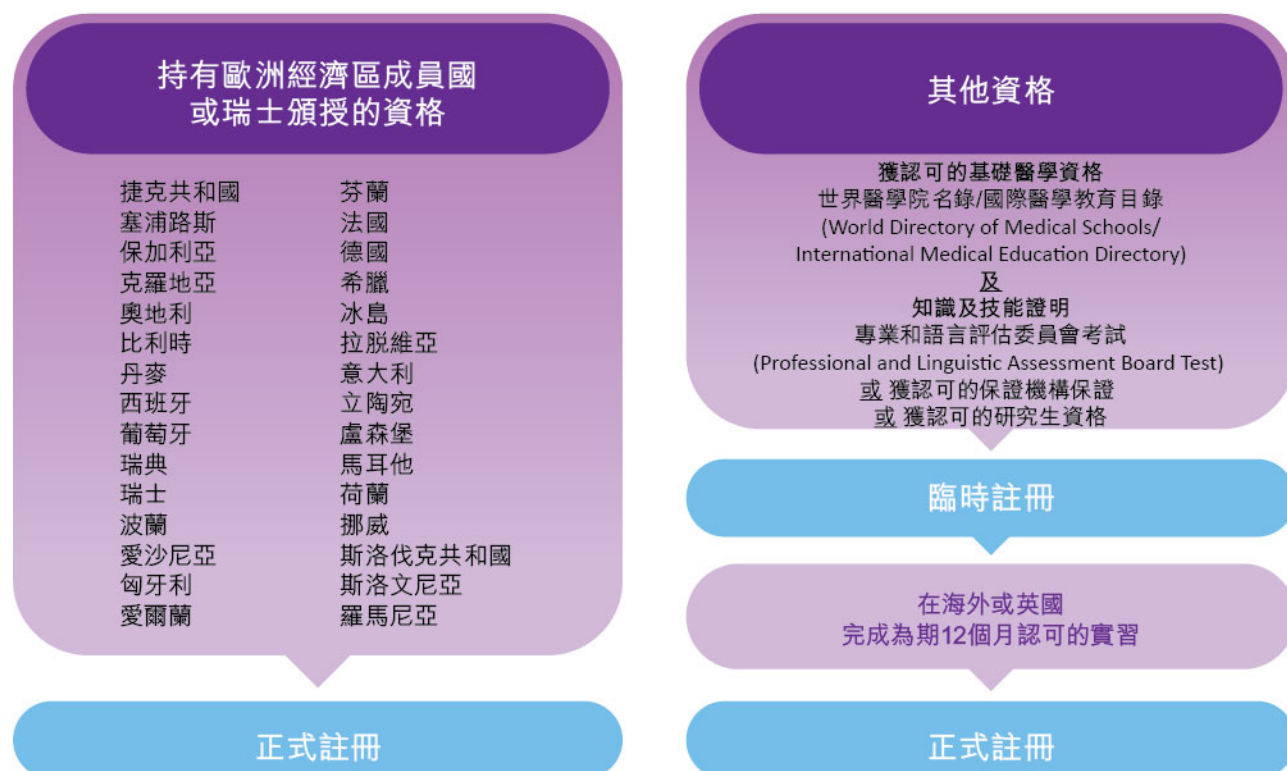 持有歐洲經濟區成員國
或瑞士頒授的資格
捷克共和國
塞浦路斯
保加利亞
克羅地亞
奧地利
比利時
丹麥
西班牙
葡萄牙
瑞典
瑞士
波蘭
愛沙尼亞
匈牙利
愛爾蘭
芬蘭
法國
德國
希臘
冰島
拉脱維亞
意大利
立陶宛
盧森堡
馬耳他
荷蘭
挪威
斯洛伐克共和國
斯洛文尼亞
羅馬尼亞
正式註冊
其他資格
獲認可的基礎醫學資格
世界醫學院名錄/國際醫學教育目錄
(World Directory of Medical Schools/
International Medical Education Directory)
及
知識及技能證明
專業和語言評估委員會考試
(Professional and Linguistic Assessment Board Test)
或 獲認可的保證機構保證
或 獲認可的研究生資格
臨時註冊
在海外或英國
完成為期12個月認可的實習
正式註冊